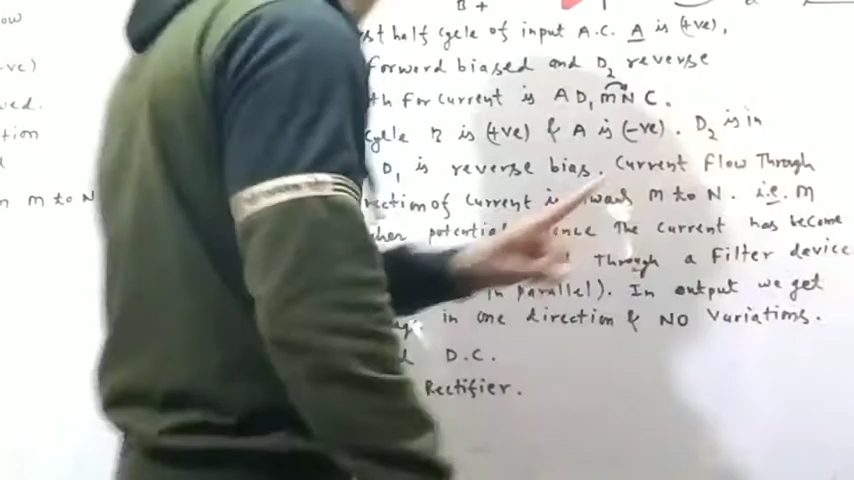 ow
-ve)
ved.
tion
n m to N
B +
st half cycle of input A.C. A is (+ve),
forward biased and D2 reverse
th for current is A D1 m N C.
cycle B is (+ve) & A is (-ve). D2 is in
D1 is reverse bias. Current flow Through
rection of current is m to N. i.e. m
her potential The current has become
Through a Filter device
in parallel). In output we get
in one direction & NO variations.
D.C.
Rectifier.